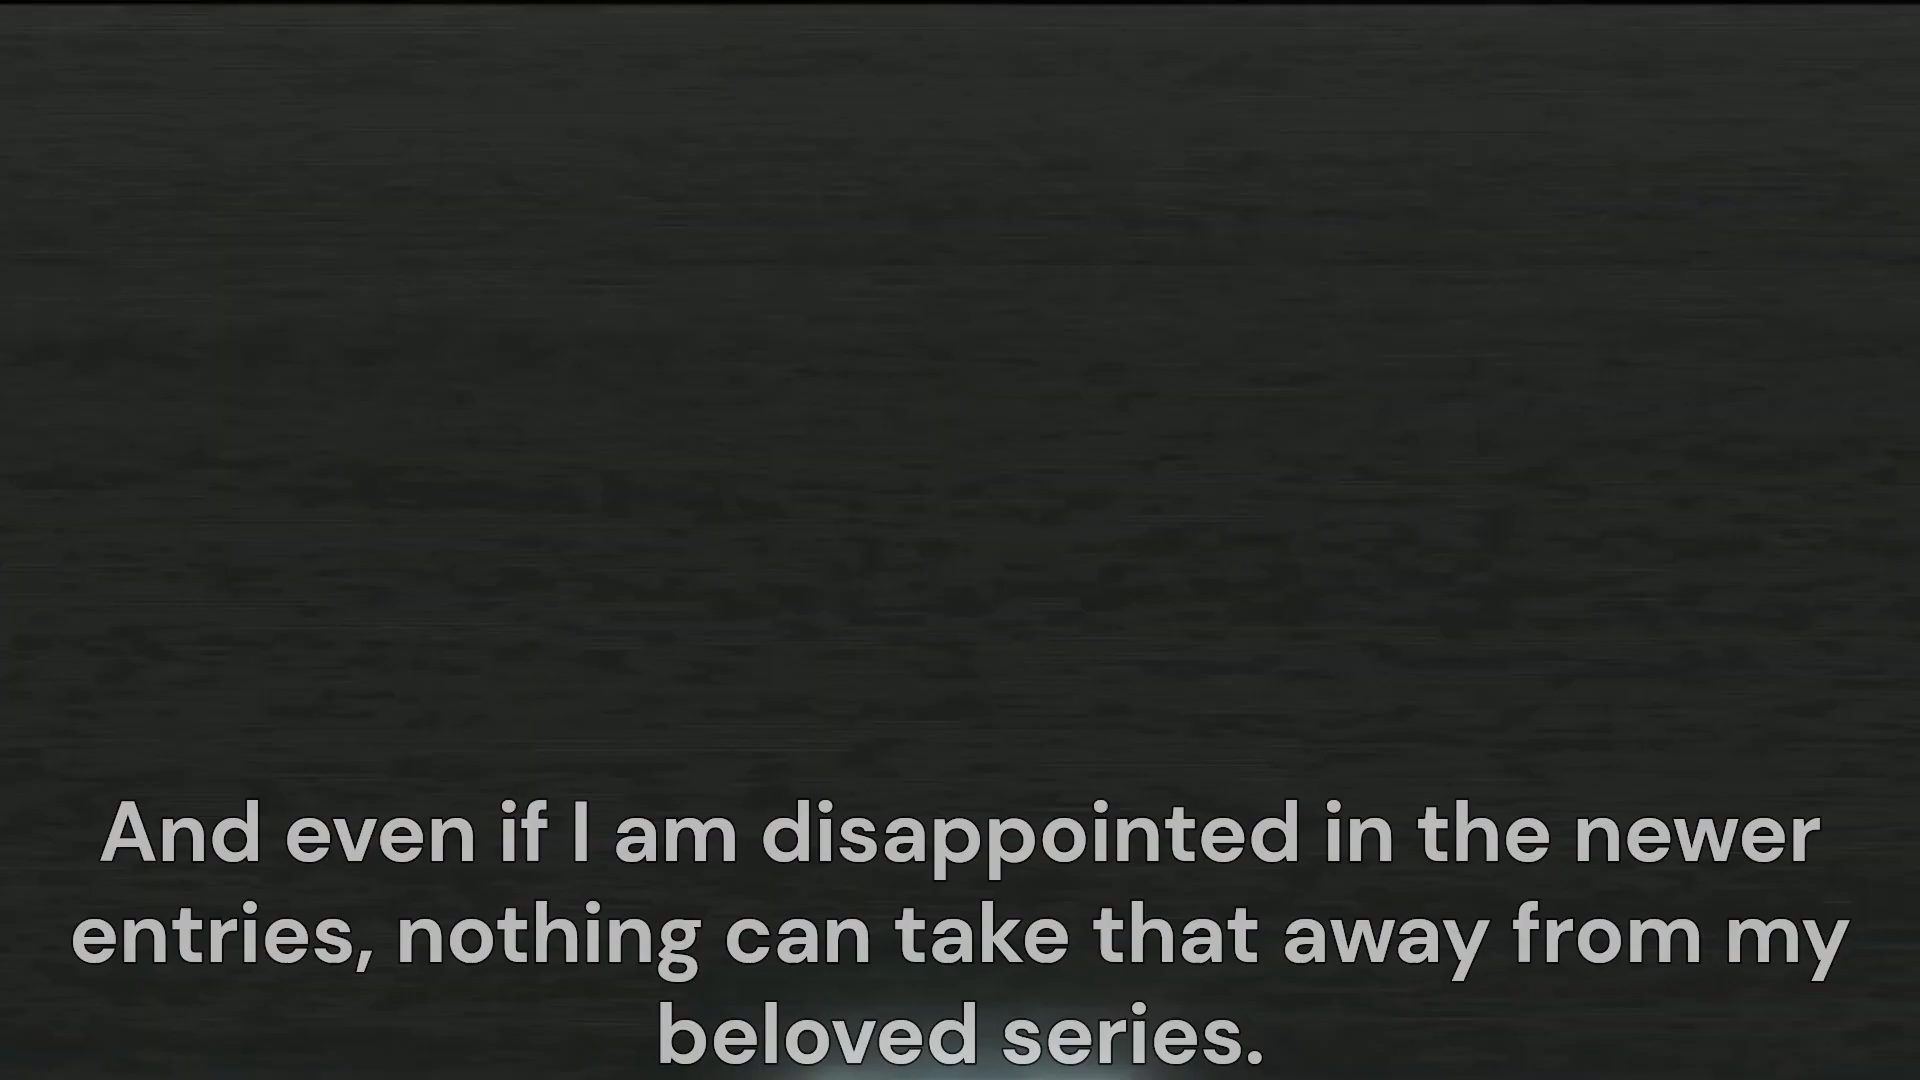 And even if I am disappointed in the newer
entries, nothing can take that away from my
beloved series.